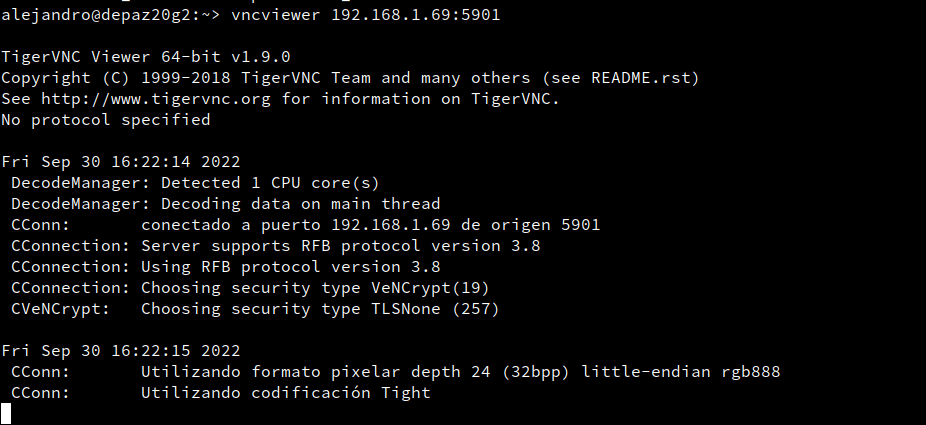 alejandro@depaz20g2:~> vncviewer 192.168.1.69:5901
TigerVNC Viewer 64-bit v1.9.0
Copyright (C) 1999-2018 TigerVNC Team and many others (see README.rst)
See http://www.tigervnc.org for information on TigerVNC.
No protocol specified
Fri Sep 30 16:22:14 2022
DecodeManager: Detected 1 CPU core(s)
DecodeManager: Decoding data on main thread
CConn: conectado a puerto 192.168.1.69 de origen 5901
CConnection: Server supports RFB protocol version 3.8
CConnection: Using RFB protocol version 3.8
CConnection: Choosing security type VeNCrypt(19)
CVeNCrypt: Choosing security type TLSNone (257)
Fri Sep 30 16:22:15 2022
CConn: Utilizando formato pixelar depth 24 (32bpp) little-endian rgb888
CConn: Utilizando codificación Tight